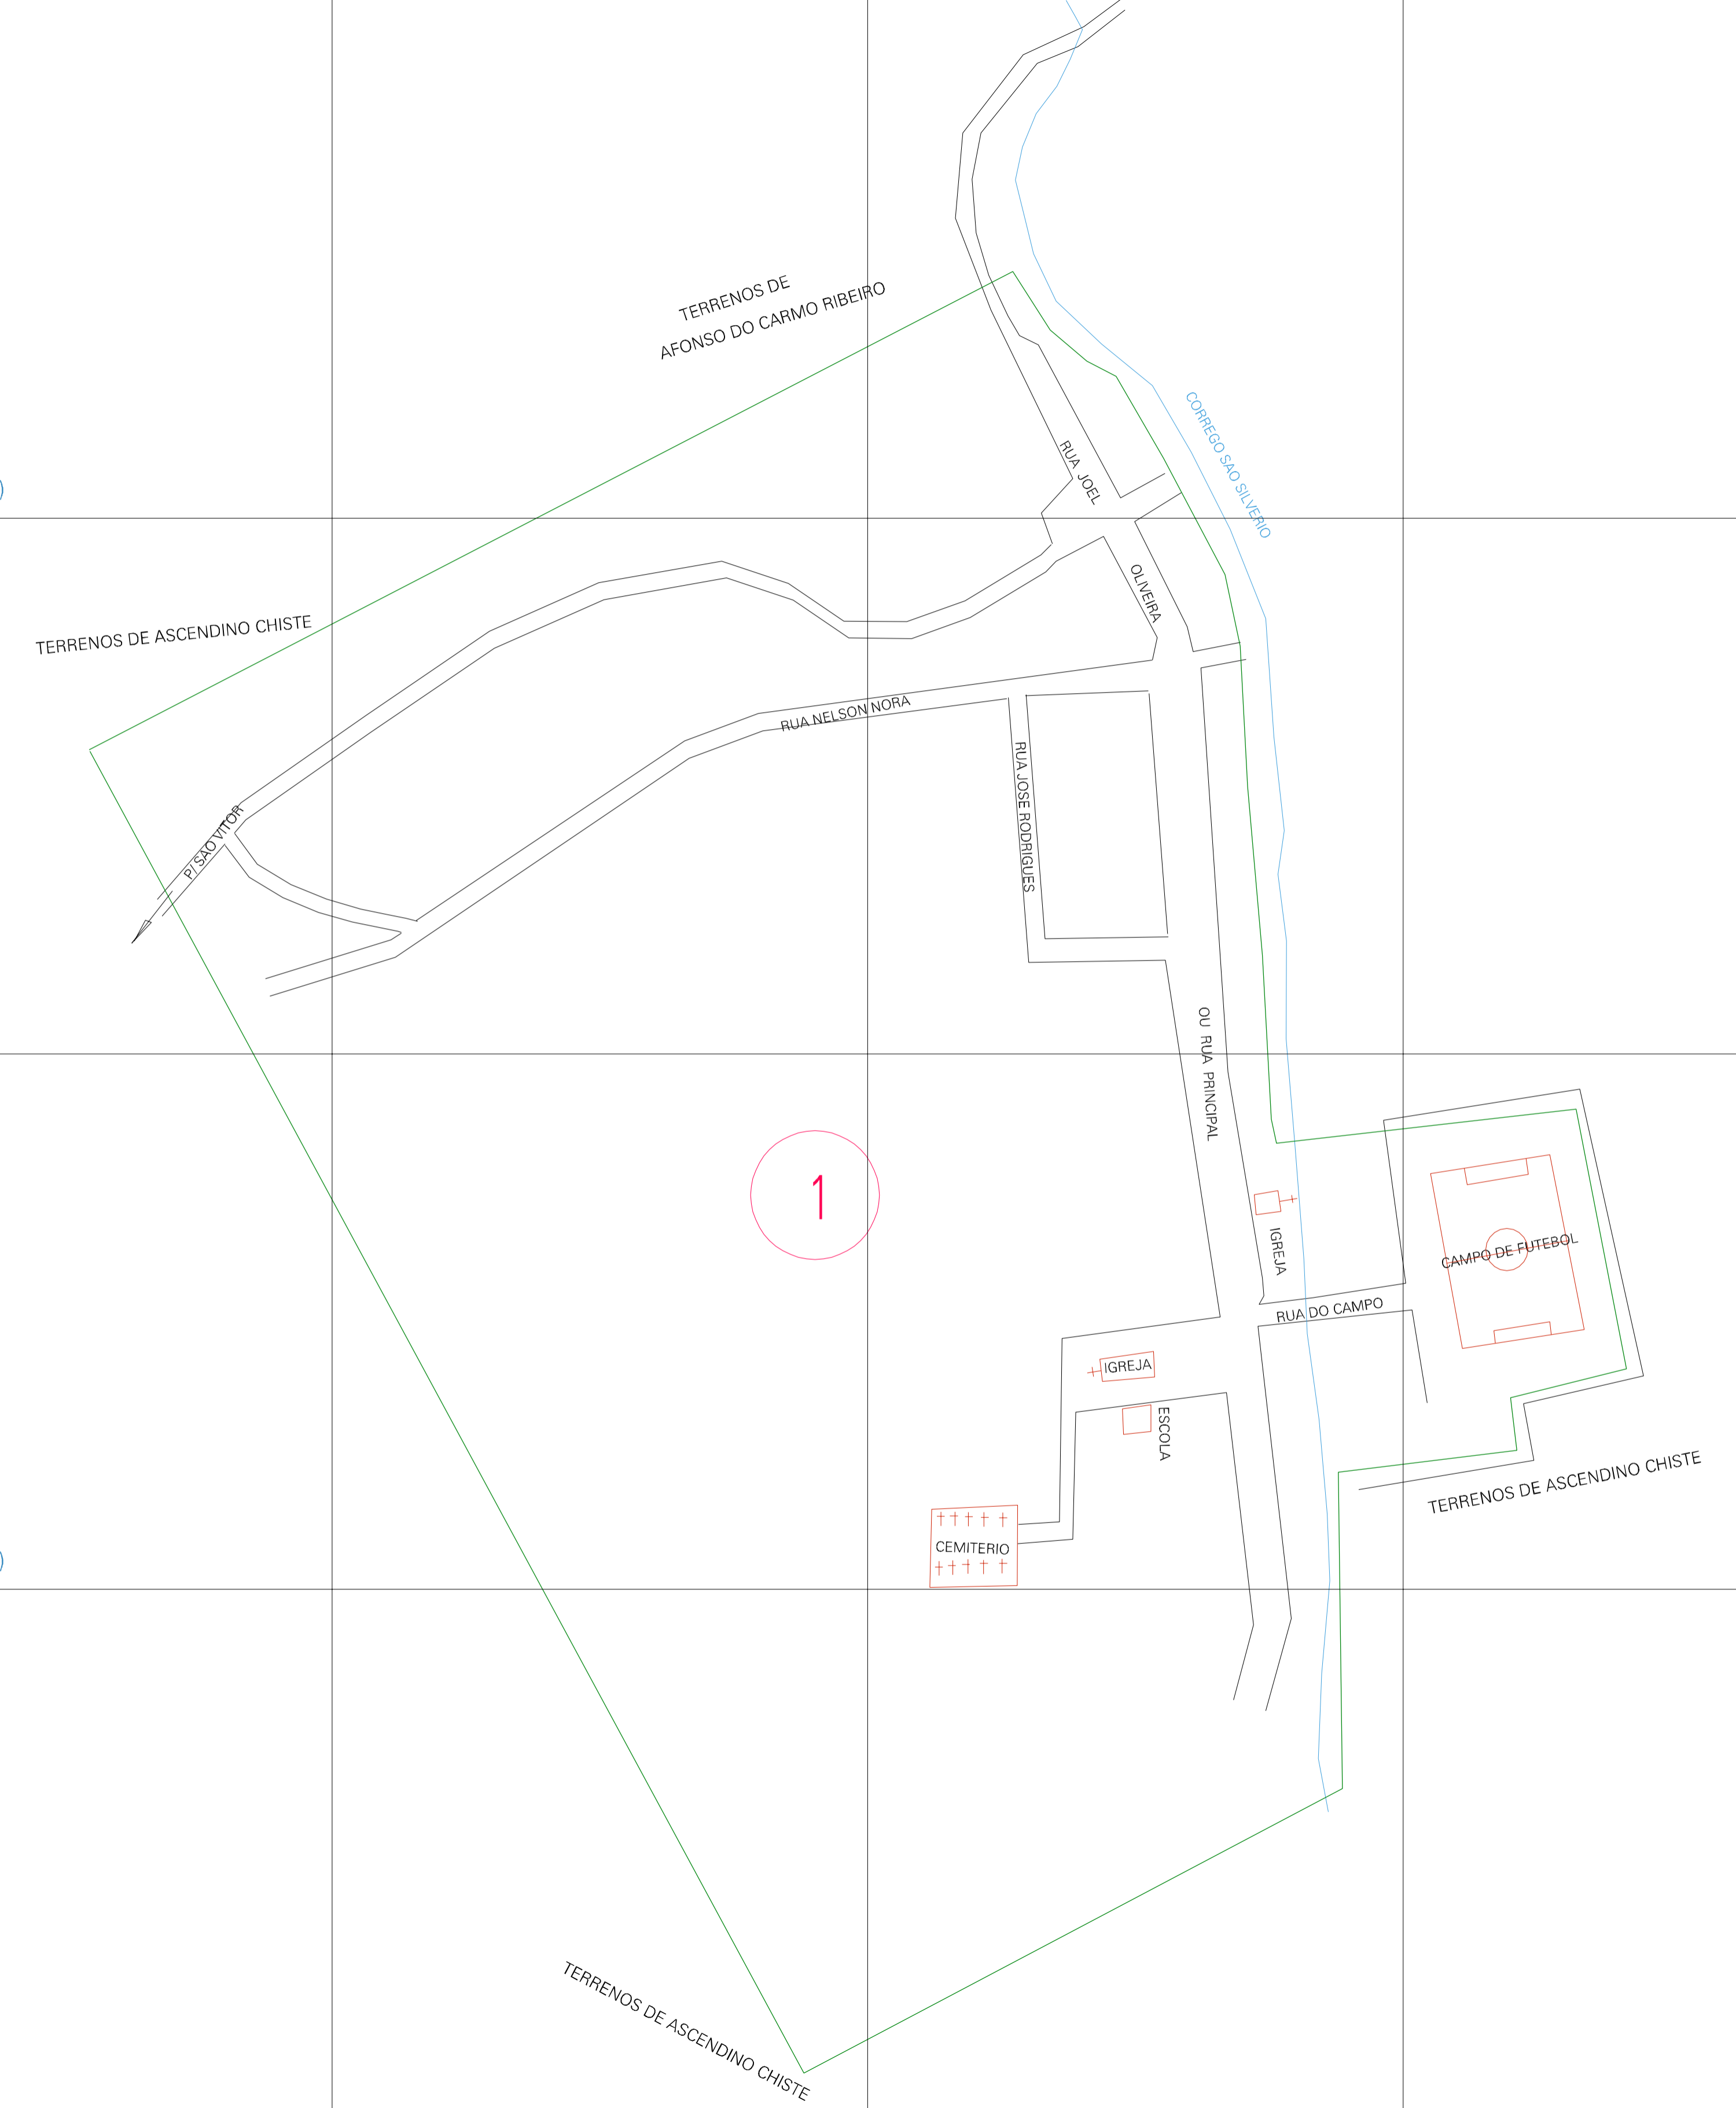 TERRENOS DE
AFONSO DO CARMO RIBEIRO
CORREGO SAO SILVERIO
RUA JOEL
OLIVEIRA
)
TERRENOS DE ASCENDINO CHISTE
RUA NELSON NORA
RUA JOSE RODRIGUES
P/ SAO VITOR
OU RUA PRINCIPAL
1
IGREJA
CAMPO DE FUTEBOL
RUA DO CAMPO
IGREJA
ESCOLA
TERRENOS DE ASCENDINO CHISTE
CEMITERIO
)
TERRENOS DE ASCENDINO CHISTE